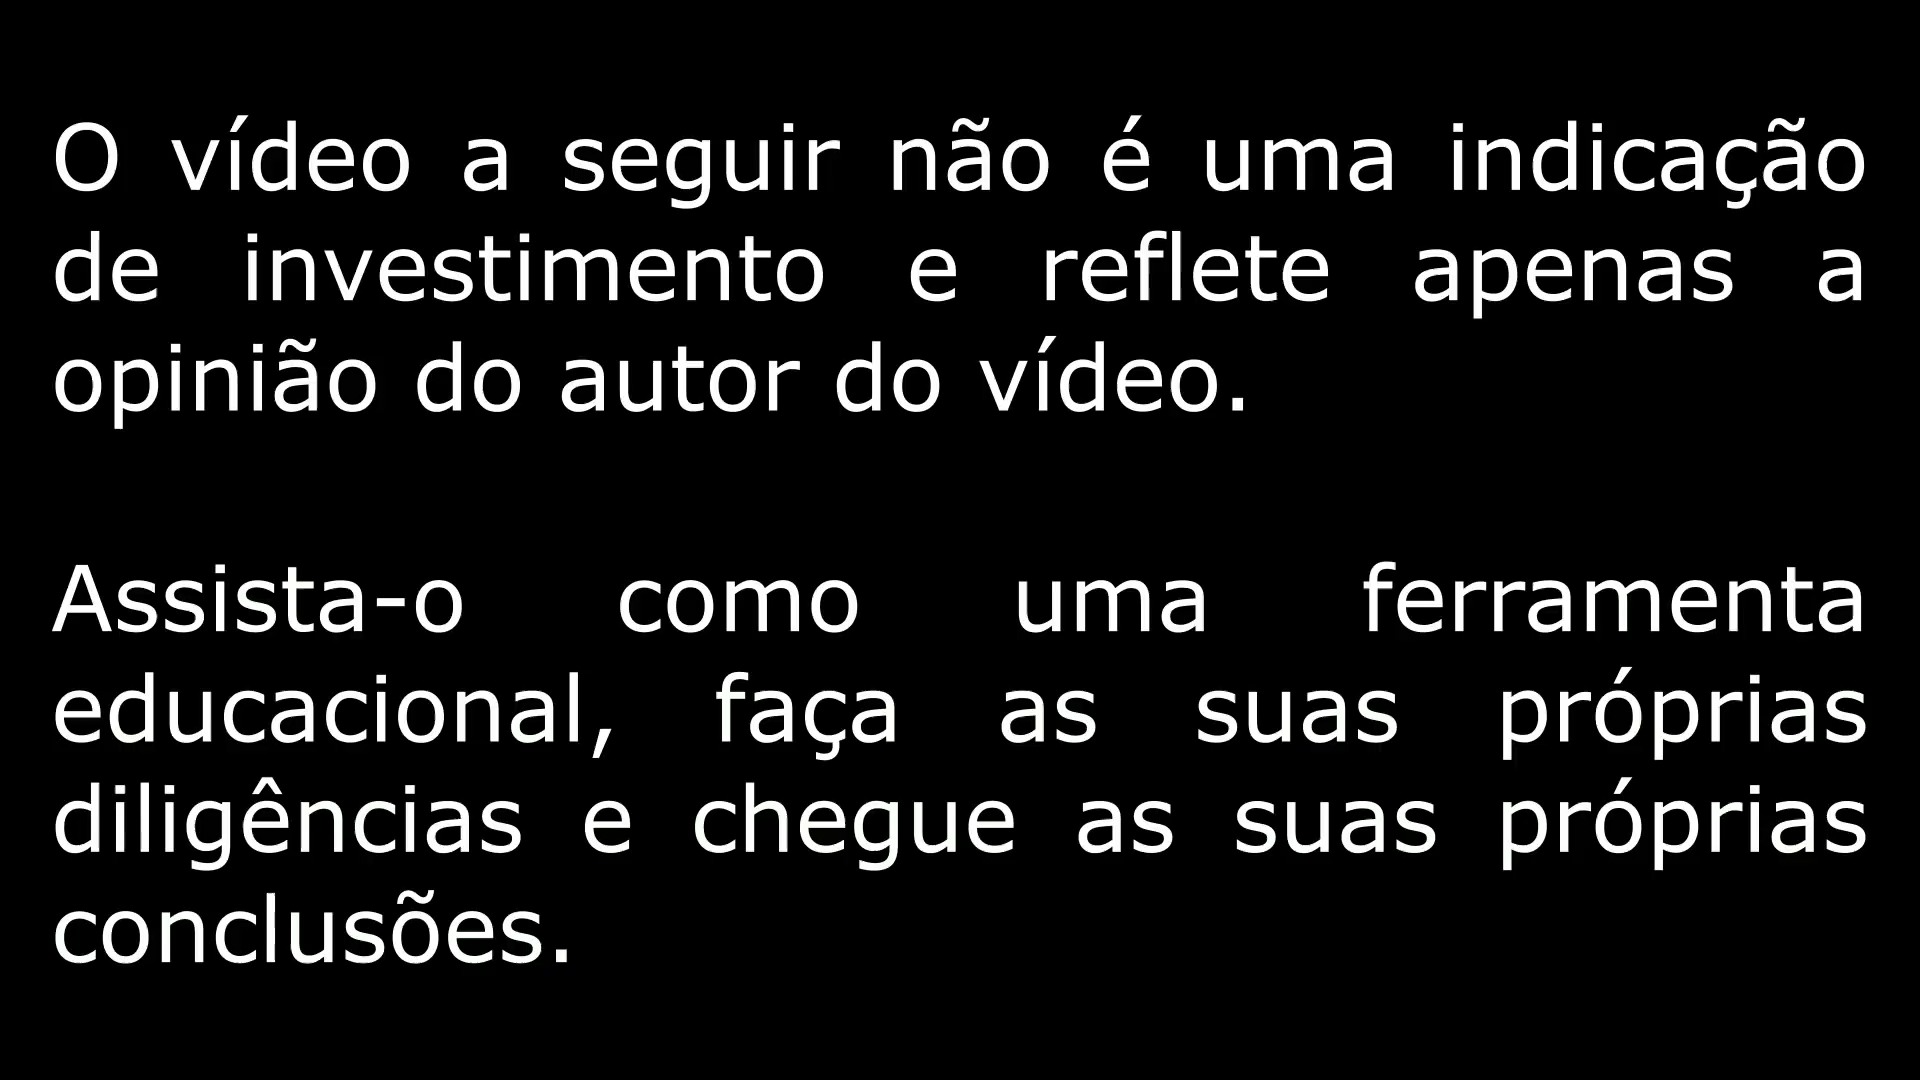 O vídeo a seguir não é uma indicação
de investimento e reflete apenas a
opinião do autor do vídeo.
Assista-o como uma ferramenta
educacional, faça as suas próprias
diligências e chegue as suas próprias
conclusões.